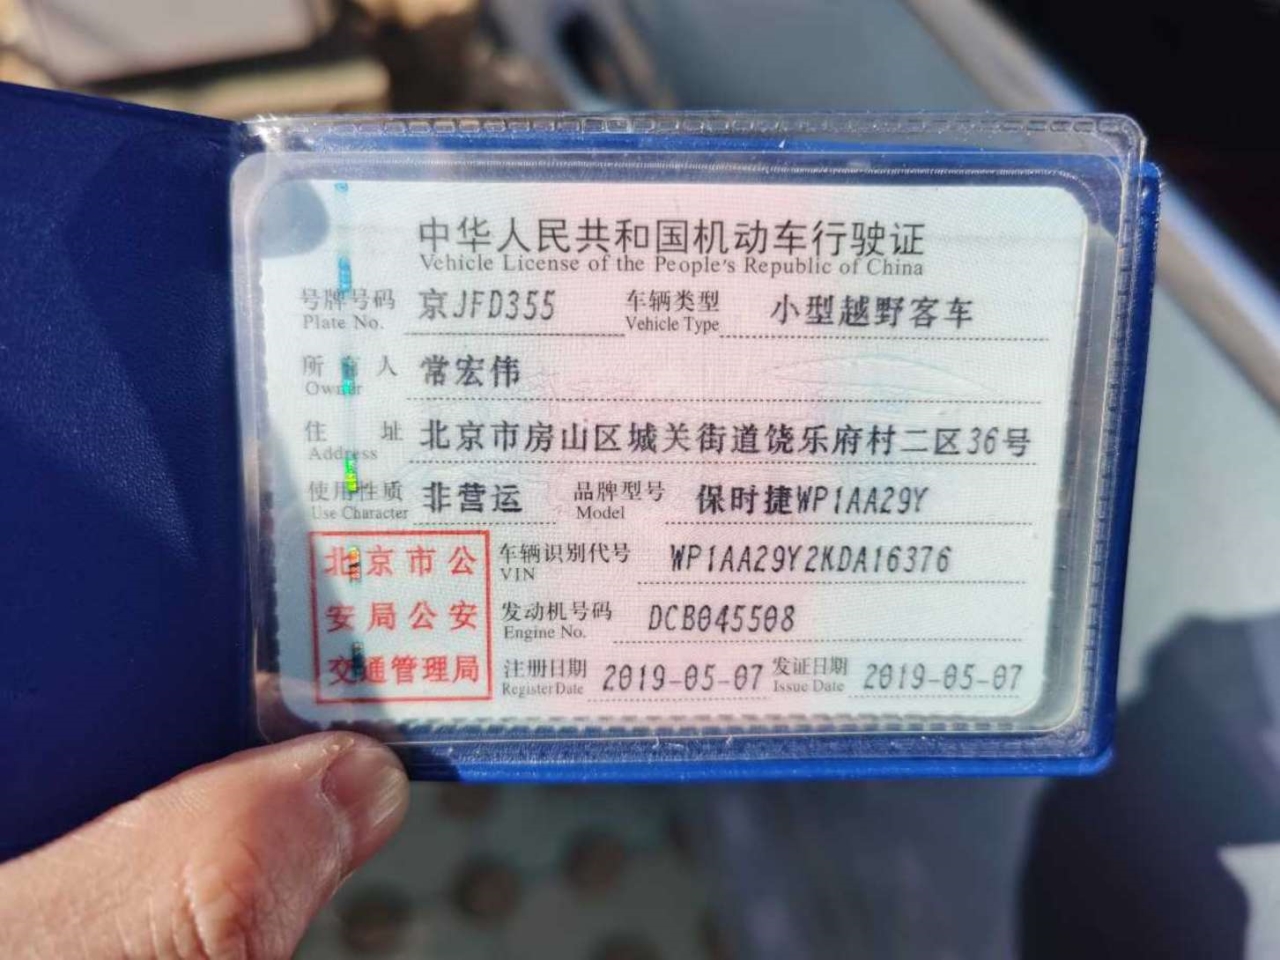 中华人民共和国机动车行驶证
Vehicle License of the People's Republic of China
号牌号码 京JFD355 车辆类型 小型越野客车
Plate No. Vehicle Type
所有人 常宏伟
Owner
住址 北京市房山区城关街道饶乐府村二区36号
Address
使用性质 非营运 品牌型号 保时捷WP1AA29Y
Use Character Model
车辆识别代号 WP1AA29Y2KDA16376
VIN
发动机号码 DCB045508
Engine No.
注册日期 2019-05-07 发证日期 2019-05-07
Register Date Issue Date
北京市公
安局公安
交通管理局